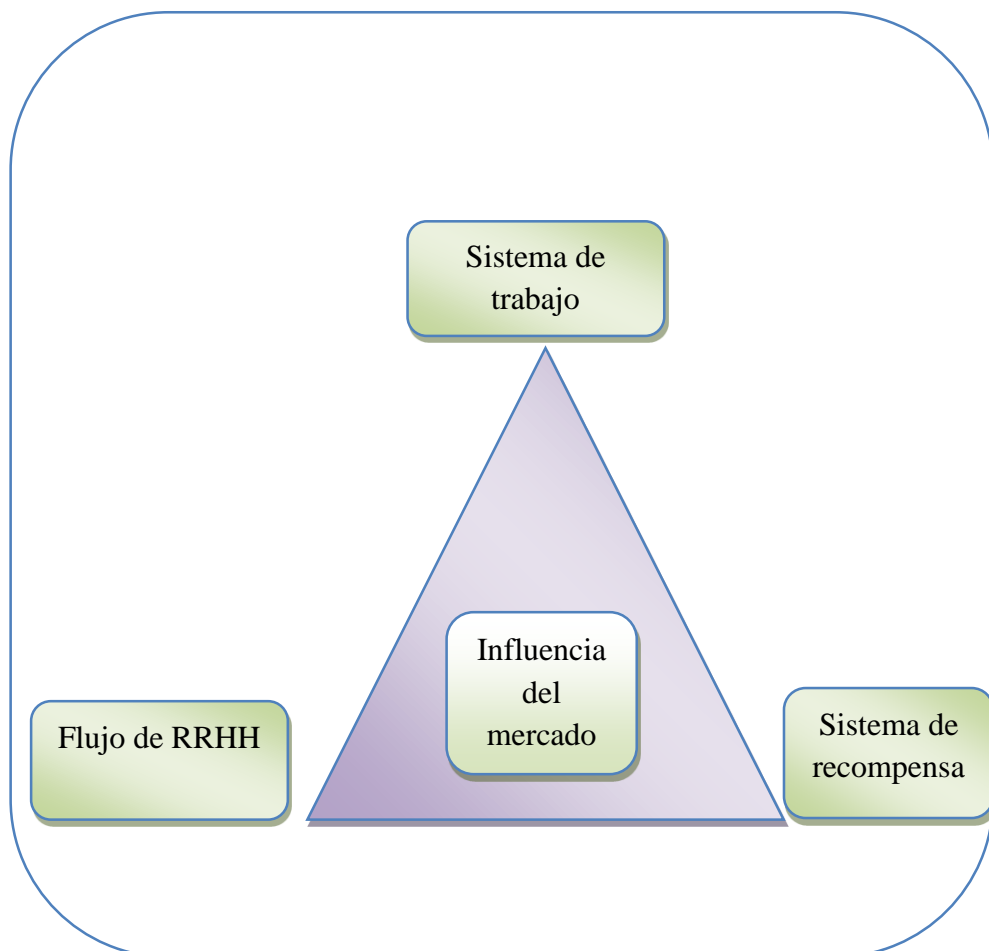 Sistema de
trabajo
Influencia
del
mercado
Flujo de RRHH
Sistema de
recompensa